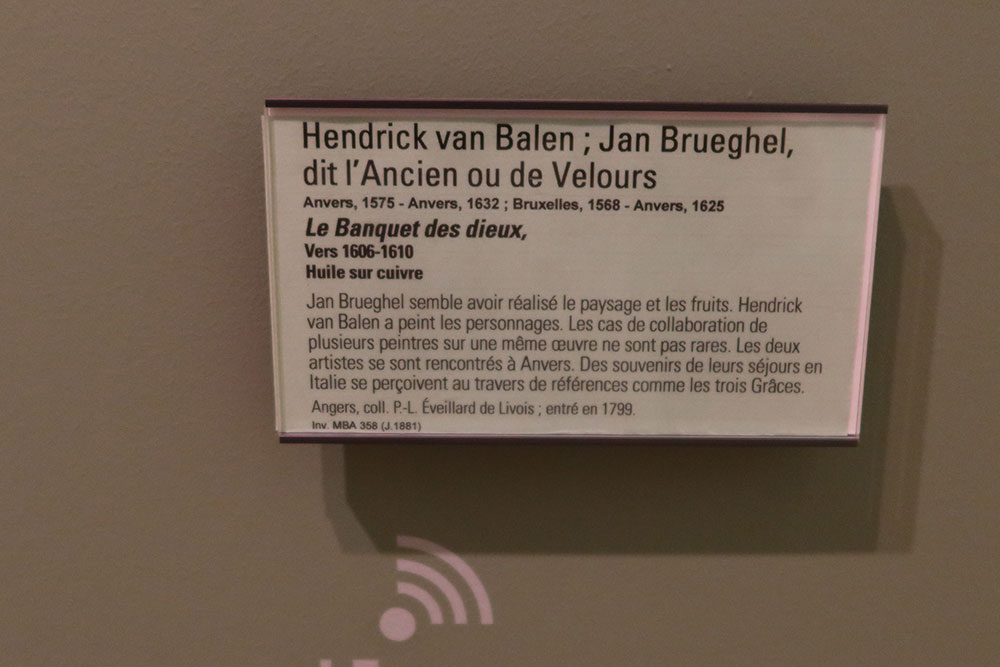 Hendrick van Balen ; Jan Brueghel,
dit l'Ancien ou de Velours
Anvers, 1575 - Anvers, 1632 ; Bruxelles, 1568 - Anvers, 1625
Le Banquet des dieux,
Vers 1606-1610
Huile sur cuivre
Jan Brueghel semble avoir réalisé le paysage et les fruits. Hendrick
van Balen a peint les personnages. Les cas de collaboration de
plusieurs peintres sur une même œuvre ne sont pas rares. Les deux
artistes se sont rencontrés à Anvers. Des souvenirs de leurs séjours en
Italie se perçoivent au travers de références comme les trois Grâces.
Angers, coll. P.-L. Éveillard de Livois ; entré en 1799.
Inv. MBA 358 (J.1881)